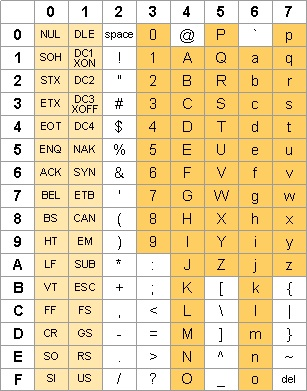 0 1 2 3 4 5 6 7
0 NUL DLE space 0 @ P ` p
1 SOH DC1 XON ! 1 A Q a q
2 STX DC2 " 2 B R b r
3 ETX DC3 XOFF # 3 C S c s
4 EOT DC4 $ 4 D T d t
5 ENQ NAK % 5 E U e u
6 ACK SYN & 6 F V f v
7 BEL ETB ' 7 G W g w
8 BS CAN ( 8 H X h x
9 HT EM ) 9 I Y i y
A LF SUB * : J Z j z
B VT ESC + ; K [ k {
C FF FS , < L \ l |
D CR GS - = M ] m }
E SO RS . > N ^ n ~
F SI US / ? O _ o del